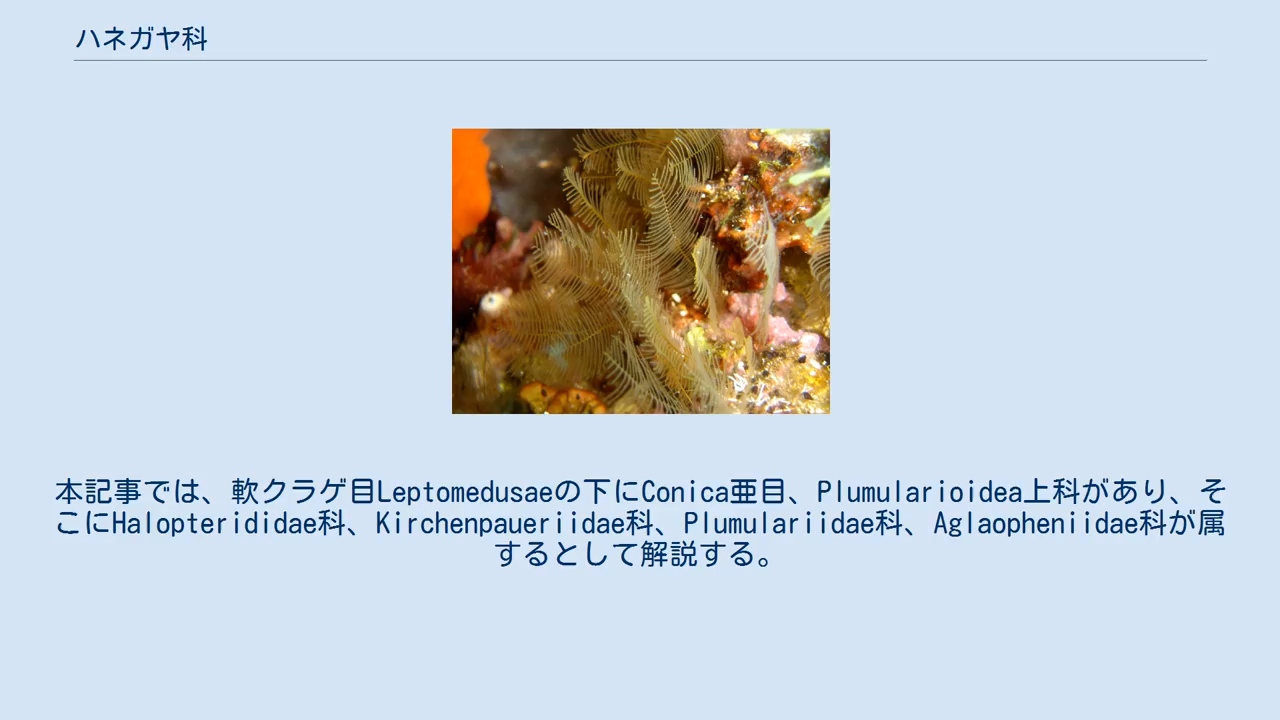 ハネガヤ科
本記事では、軟クラゲ目Leptomedusaeの下にConica亜目、Plumularioidea上科があり、そ
こにHalopterididae科、Kirchenpaueriidae科、Plumulariidae科、Aglaopheniidae科が属
するとして解説する。